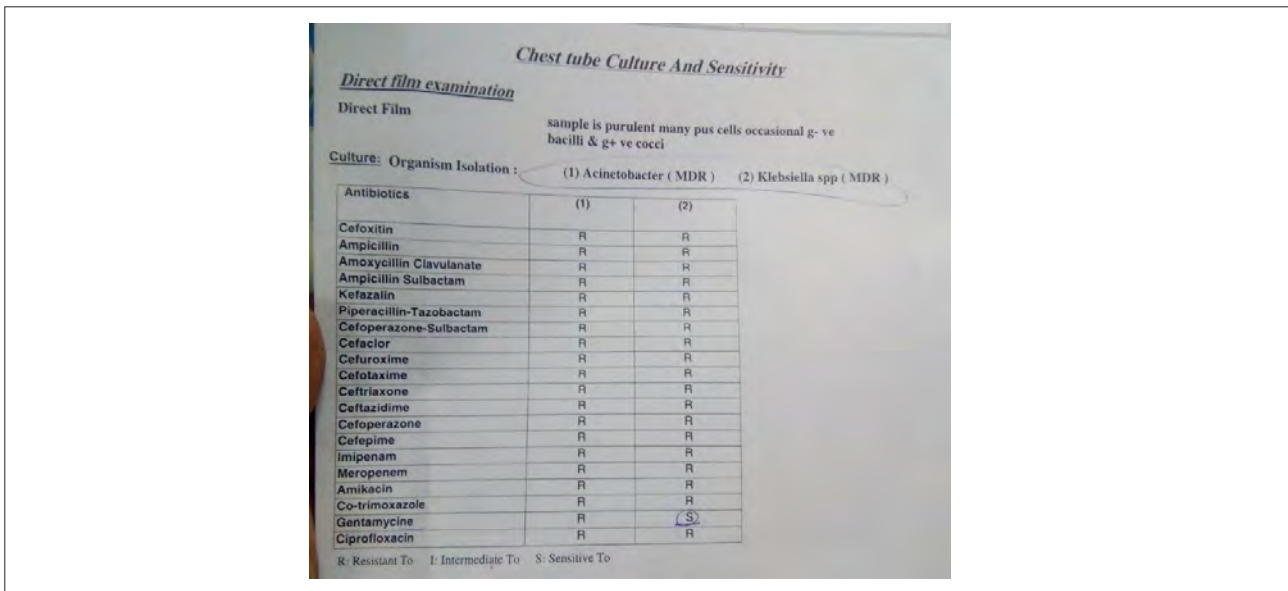 Chest tube Culture And Sensitivity
Direct film examination
Direct Film
sample is purulent many pus cells occasional g- ve
bacilli & g+ ve cocci
Culture: Organism Isolation : (1) Acinetobacter ( MDR ) (2) Klebsiella spp ( MDR )
Antibiotics (1) (2)
Cefoxitin R R
Ampicillin R R
Amoxycillin Clavulanate R R
Ampicillin Sulbactam R R
Kefazalin R R
Piperacillin-Tazobactam R R
Cefoperazone-Sulbactam R R
Cefaclor R R
Cefuroxime R R
Cefotaxime R R
Ceftriaxone R R
Ceftazidime R R
Cefoperazone R R
Cefepime R R
Imipenam R R
Meropenem R R
Amikacin R R
Co-trimoxazole R R
Gentamycine R S
Ciprofloxacin R R
R: Resistant To I: Intermediate To S: Sensitive To